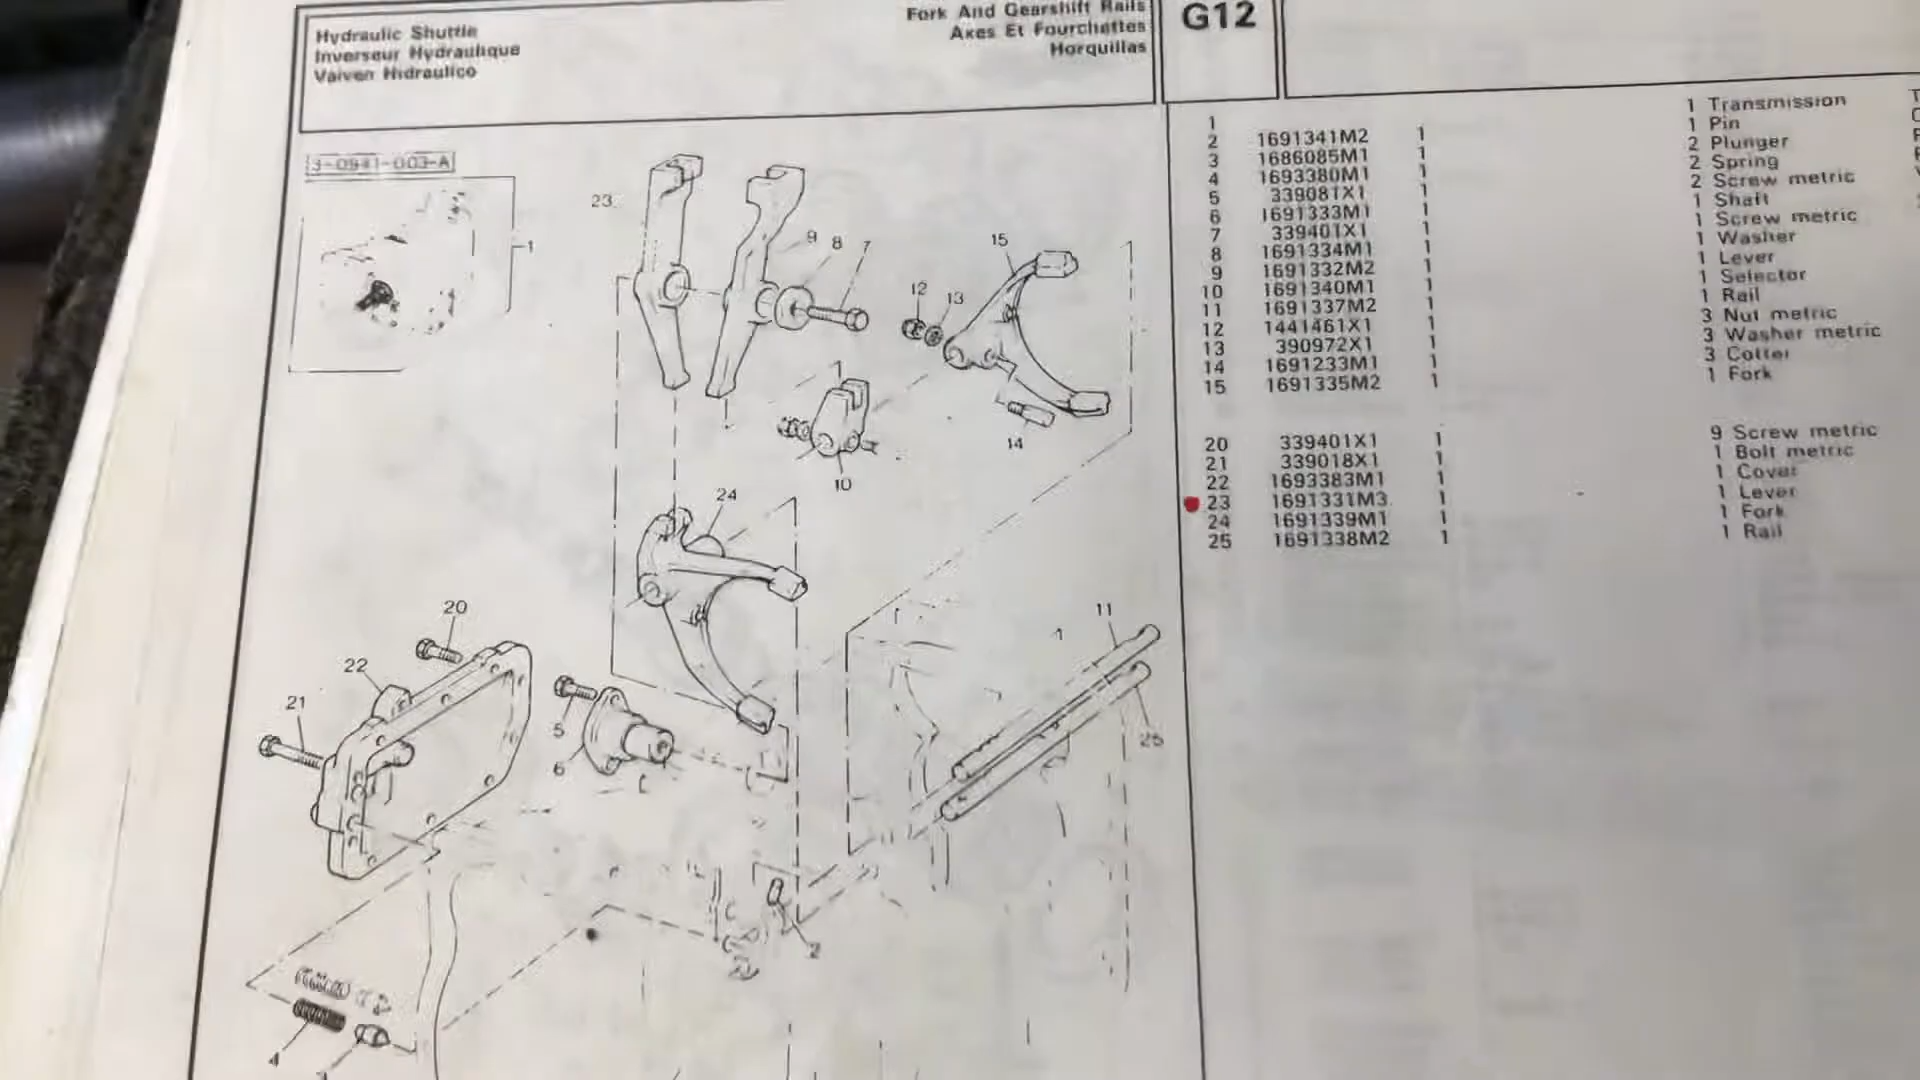 Hydraulic Shuttle
Inverseur Hydraulique
Vaiven Hidraulico
Fork And Gearshift Rails
Axes Et Fourchettes
Horquillas
G12
3-0941-003-A
1
23
9
8
7
15
12
13
14
10
24
20
22
21
5
6
11
25
2
4
1 1 Transmission
2 1691341M2 1 1 Pin
3 1686085M1 1 2 Plunger
4 1693380M1 1 2 Spring
5 339081X1 1 2 Screw metric
6 1691333M1 1 1 Shaft
7 339401X1 1 1 Screw metric
8 1691334M1 1 1 Washer
9 1691332M2 1 1 Lever
10 1691340M1 1 1 Selector
11 1691337M2 1 1 Rail
12 1441461X1 1 3 Nut metric
13 390972X1 1 3 Washer metric
14 1691233M1 1 3 Cotter
15 1691335M2 1 1 Fork
20 339401X1 1 9 Screw metric
21 339018X1 1 1 Bolt metric
22 1693383M1 1 1 Cover
23 1691331M3 1 1 Lever
24 1691339M1 1 1 Fork
25 1691338M2 1 1 Rail